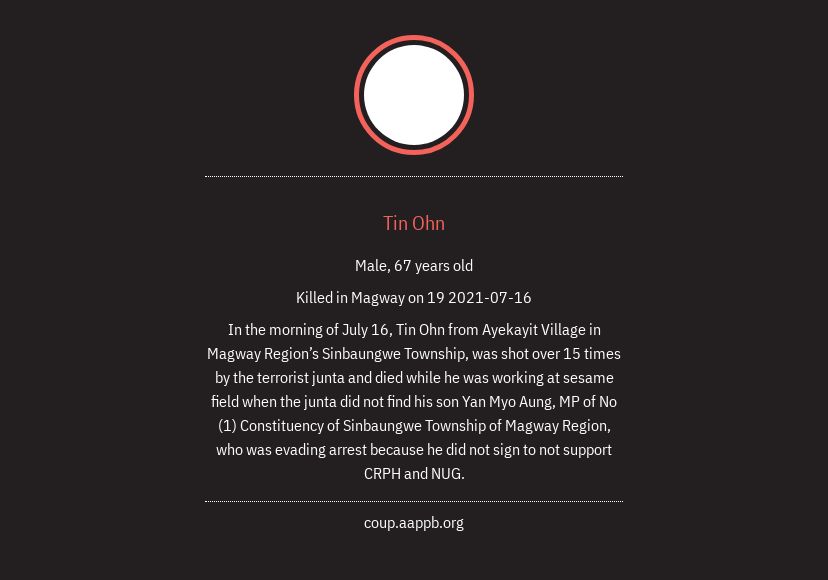 Tin Ohn
Male, 67 years old
Killed in Magway on 19 2021-07-16
In the morning of July 16, Tin Ohn from Ayekayit Village in
Magway Region’s Sinbaungwe Township, was shot over 15 times
by the terrorist junta and died while he was working at sesame
field when the junta did not find his son Yan Myo Aung, MP of No
(1) Constituency of Sinbaungwe Township of Magway Region,
who was evading arrest because he did not sign to not support
CRPH and NUG.
coup.aappb.org